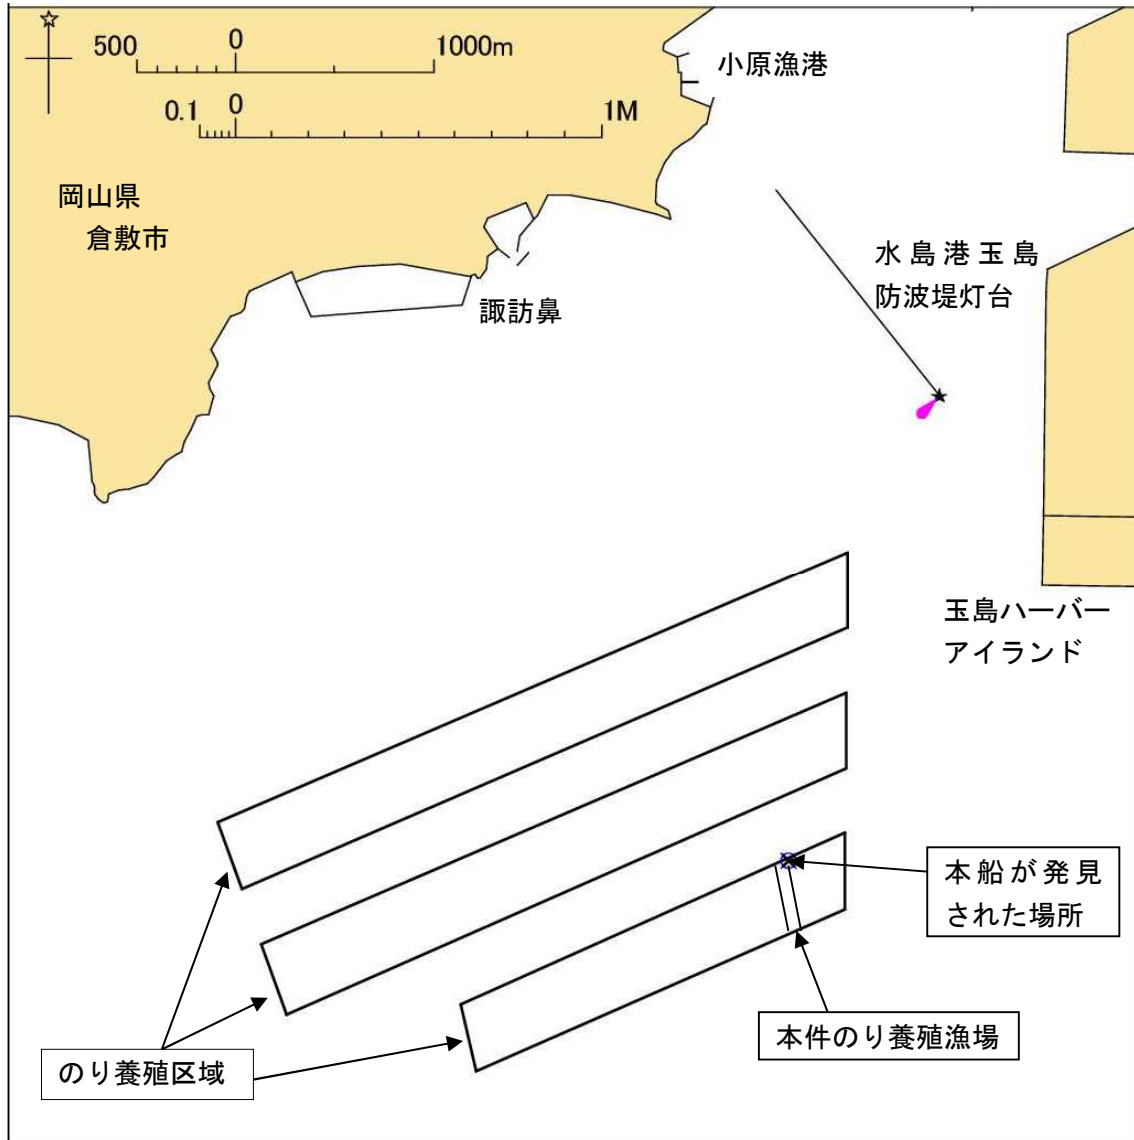 500 0 1000m
小原漁港
0.1 0 1M
岡山県
倉敷市
水島港玉島
防波堤灯台
諏訪鼻
玉島ハーバー
アイランド
本船が発見
された場所
本件のり養殖漁場
のり養殖区域